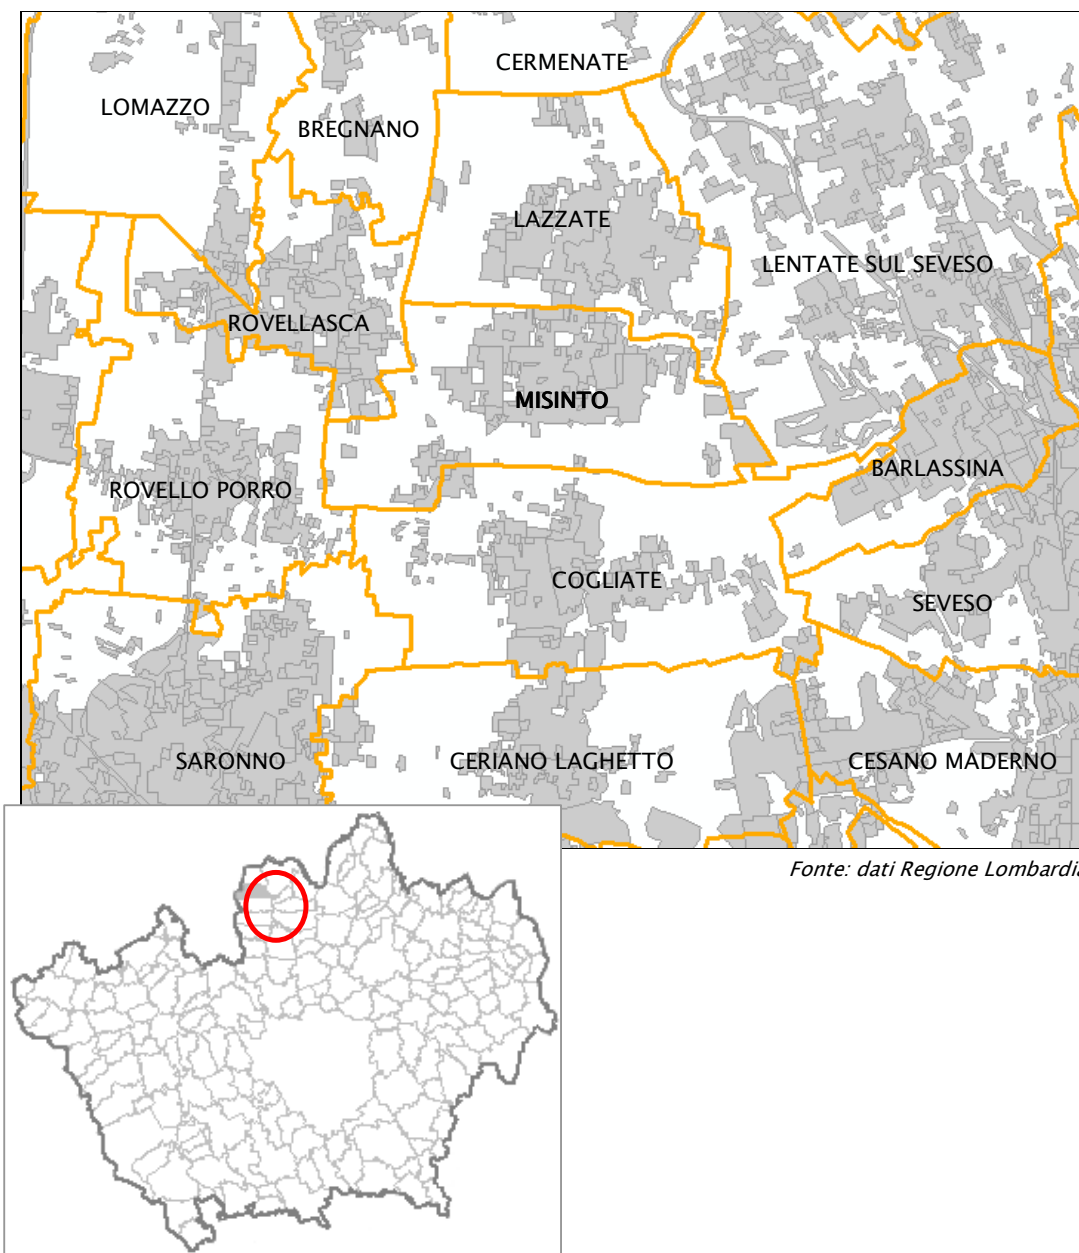 CERMENATE
LOMAZZO
BREGNANO
LAZZATE
LENTATE SUL SEVESO
ROVELLASCA
MISINTO
BARLASSINA
ROVELLO PORRO
COGLIATE
SEVESO
SARONNO
CERIANO LAGHETTO
CESANO MADERNO
Fonte: dati Regione Lombardia